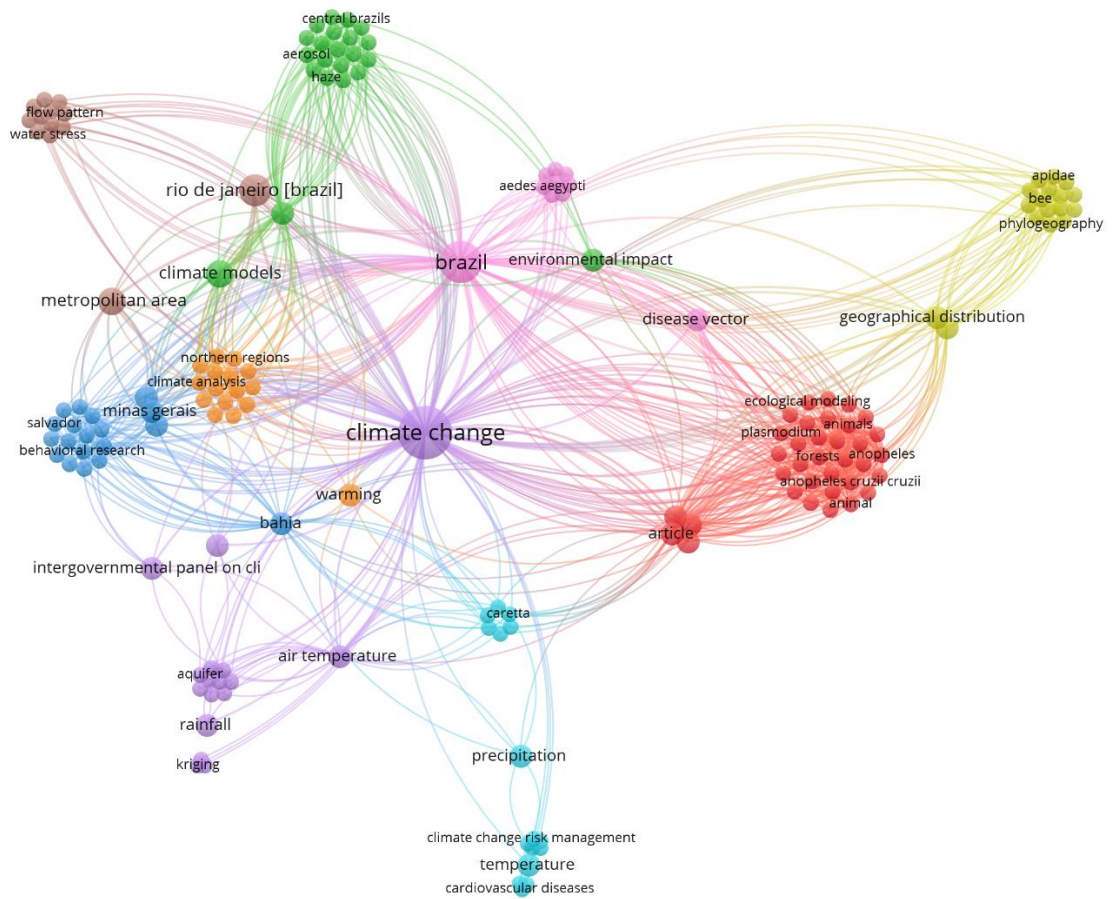 central brazils
aerosol
haze
flow pattern
water stress
rio de janeiro [brazil]
aedes aegypti
apidae
bee
phylogeography
brazil
environmental impact
climate models
metropolitan area
disease vector
geographical distribution
northern regions
climate analysis
minas gerais
salvador
behavioral research
climate change
ecological modeling
plasmodium
animals
forests
anopheles
anopheles cruzii cruzii
animal
warming
bahia
article
intergovernmental panel on cli
caretta
air temperature
aquifer
rainfall
kriging
precipitation
climate change risk management
temperature
cardiovascular diseases